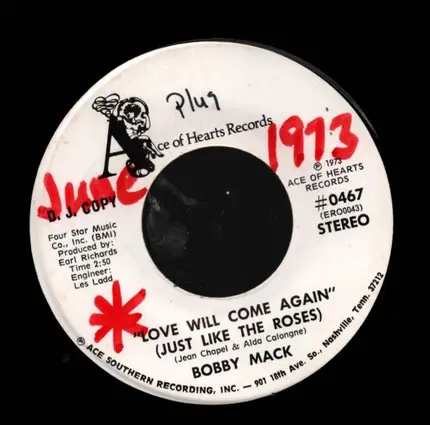 Plug
Ace of Hearts Records
June 1973
D. J. COPY
Four Star Music
Co., Inc. (BMI)
Produced by:
Earl Richards
Time 2:50
Engineer:
Les Ladd
℗ 1973
ACE OF HEARTS
RECORDS
#0467
(ERO0043)
STEREO
"LOVE WILL COME AGAIN"
(JUST LIKE THE ROSES)
(Jean Chapel & Alda Calongne)
BOBBY MACK
℗ ACE SOUTHERN RECORDING, INC. — 901 18th Ave. So., Nashville, Tenn. 37212